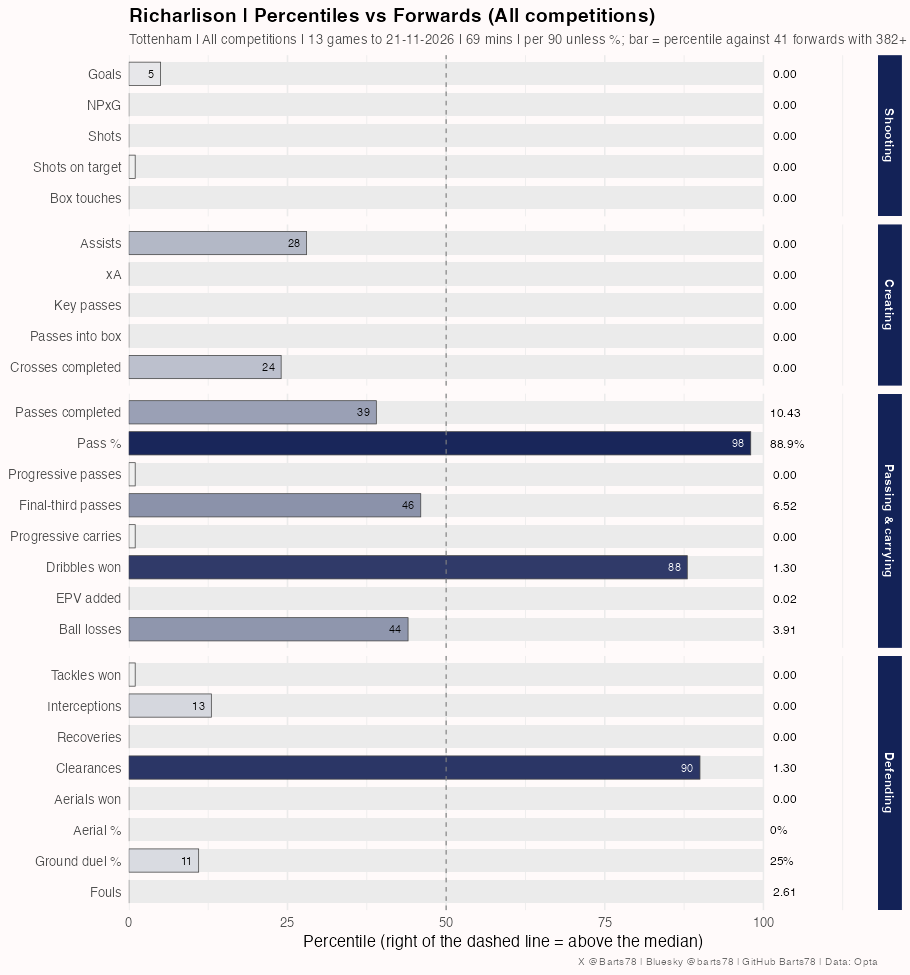 Richarlison | Percentiles vs Forwards (All competitions)
Tottenham | All competitions | 13 games to 21-11-2026 | 69 mins | per 90 unless %; bar = percentile against 41 forwards with 382+
Goals 5 0.00
NPxG 0.00
Shots 0.00
Shots on target 0.00
Box touches 0.00
Shooting
Assists 28 0.00
xA 0.00
Key passes 0.00
Passes into box 0.00
Crosses completed 24 0.00
Creating
Passes completed 39 10.43
Pass % 98 88.9%
Progressive passes 0.00
Final-third passes 46 6.52
Progressive carries 0.00
Dribbles won 88 1.30
EPV added 0.02
Ball losses 44 3.91
Passing & carrying
Tackles won 0.00
Interceptions 13 0.00
Recoveries 0.00
Clearances 90 1.30
Aerials won 0.00
Aerial % 0%
Ground duel % 11 25%
Fouls 2.61
Defending
0 25 50 75 100
Percentile (right of the dashed line = above the median)
X @Barts78 | Bluesky @barts78 | GitHub Barts78 | Data: Opta